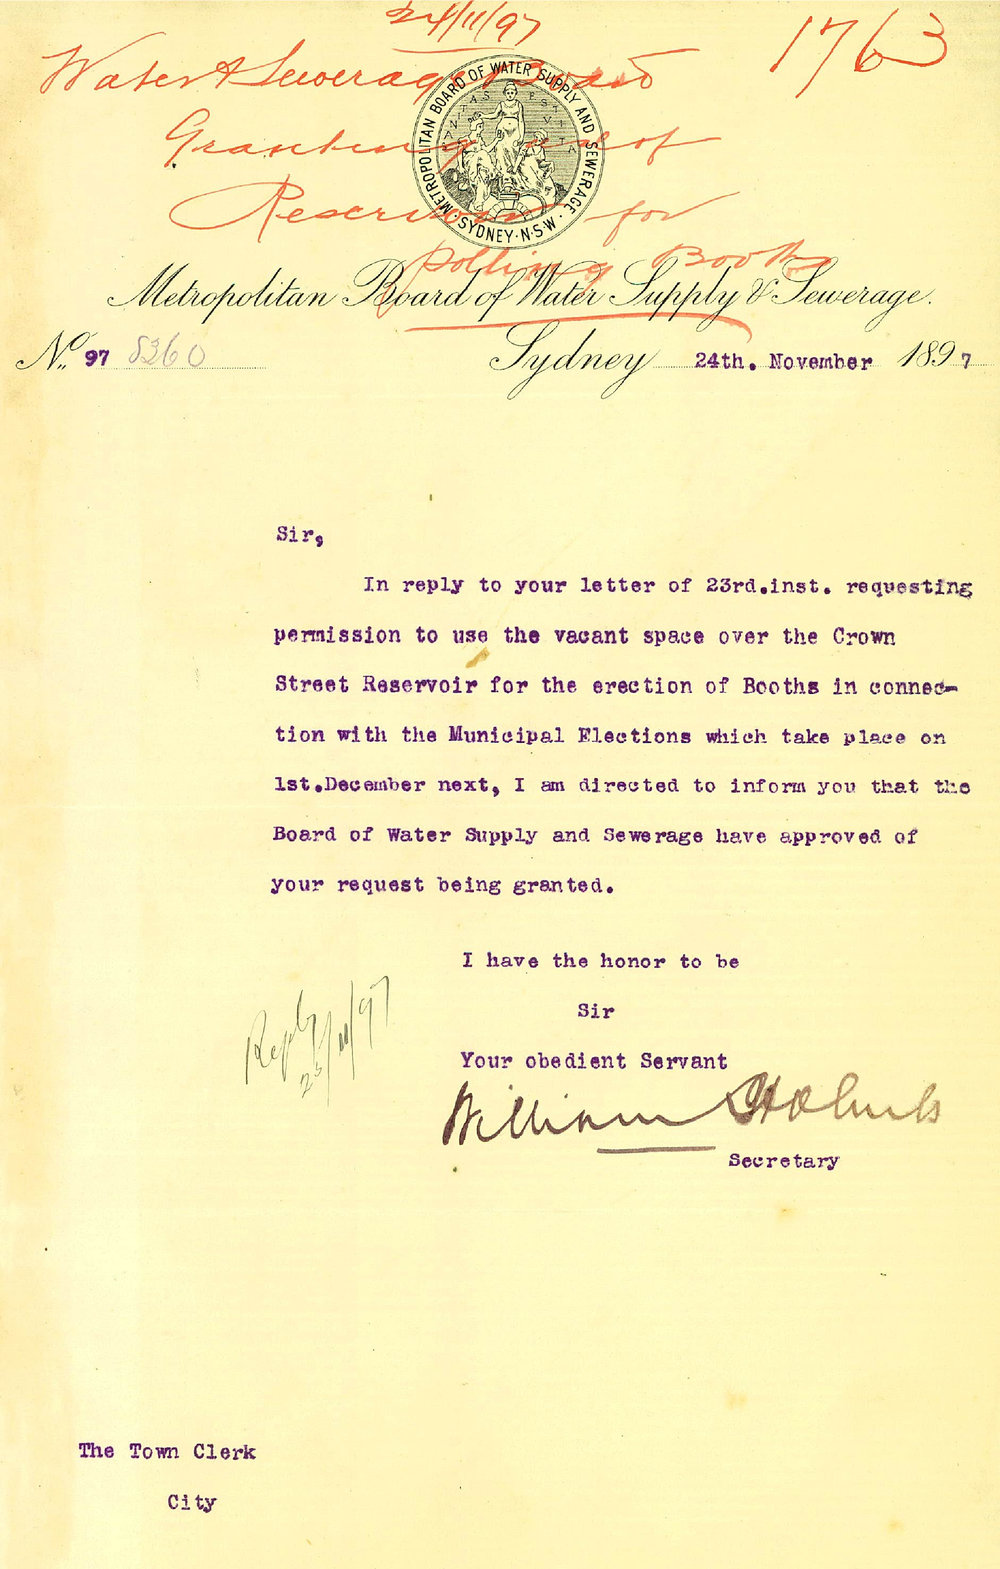 24/11/97
1763
Water & Sewerage Board
Granting use of
Reservoir for
polling Booths
METROPOLITAN BOARD OF WATER SUPPLY AND SEWERAGE
SYDNEY·N·S·W·
Metropolitan Board of Water Supply & Sewerage.
No. 97 8360
Sydney 24th. November 1897
Sir,
In reply to your letter of 23rd.inst. requesting
permission to use the vacant space over the Crown
Street Reservoir for the erection of Booths in connec-
tion with the Municipal Elections which take place on
1st.December next, I am directed to inform you that the
Board of Water Supply and Sewerage have approved of
your request being granted.
I have the honor to be
Sir
Your obedient Servant
Reply
25/11/97
William Holmes
Secretary
The Town Clerk
City